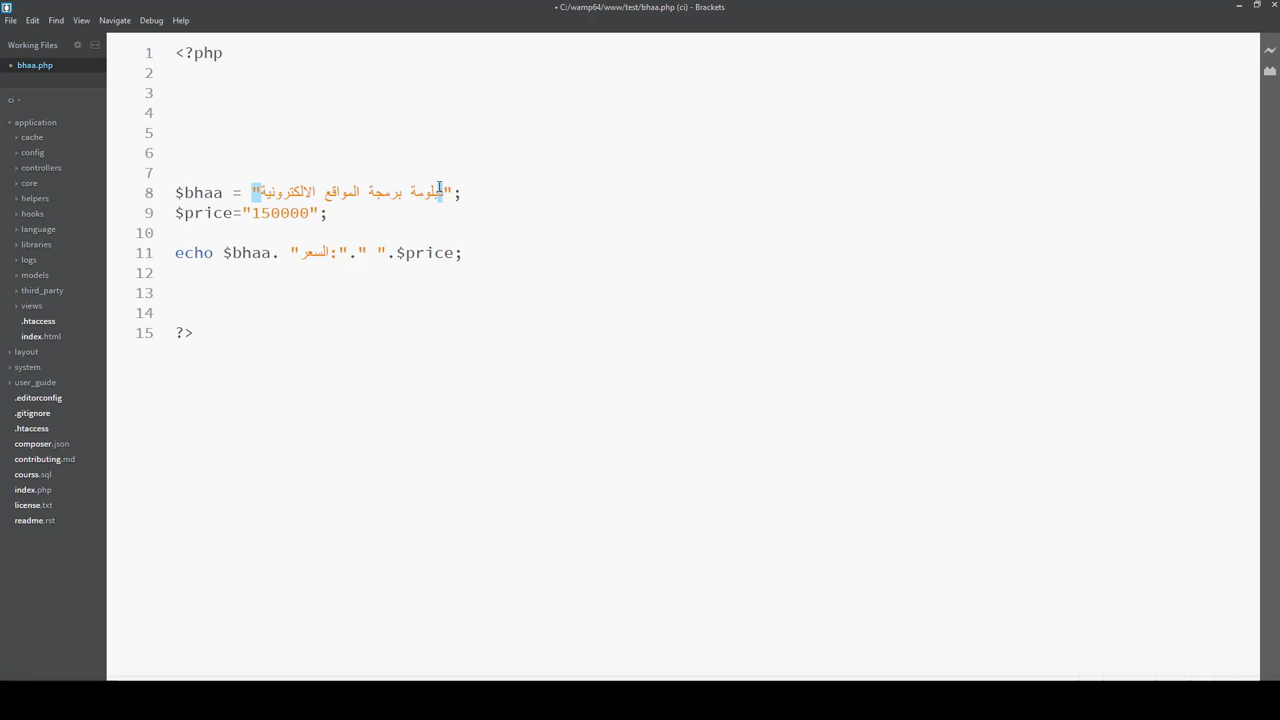 C:/wamp64/www/test/bhaa.php (ci) - Brackets
File Edit Find View Navigate Debug Help
Working Files
bhaa.php
ci
application
cache
config
controllers
core
helpers
hooks
language
libraries
logs
models
third_party
views
.htaccess
index.html
layout
system
user_guide
.editorconfig
.gitignore
.htaccess
composer.json
contributing.md
courss.sql
index.php
license.txt
readme.rst
1 <?php
2
3
4
5
6
7
8 $bhaa = "دبلومة برمجة المواقع الالكترونية";
9 $price="150000";
10
11 echo $bhaa. "السعر:"." ".$price;
12
13
14
15 ?>